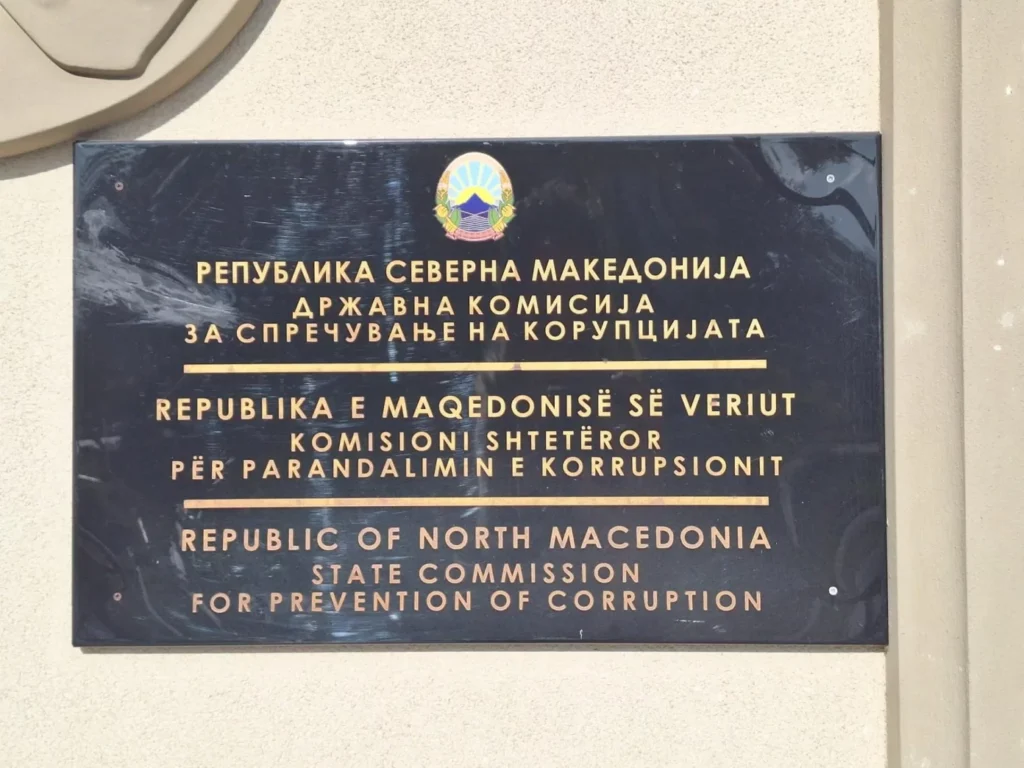 РЕПУБЛИКА СЕВЕРНА МАКЕДОНИЈА
ДРЖАВНА КОМИСИЈА
ЗА СПРЕЧУВАЊЕ НА КОРУПЦИЈАТА
REPUBLIKA E MAQEDONISË SË VERIUT
KOMISIONI SHTETËROR
PËR PARANDALIMIN E KORRUPSIONIT
REPUBLIC OF NORTH MACEDONIA
STATE COMMISSION
FOR PREVENTION OF CORRUPTION